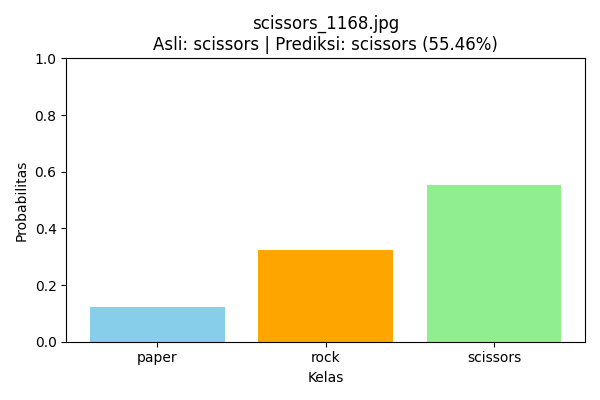 scissors_1168.jpg
Asli: scissors | Prediksi: scissors (55.46%)
1.0
0.8
0.6
0.4
0.2
0.0
Probabilitas
paper rock scissors
Kelas